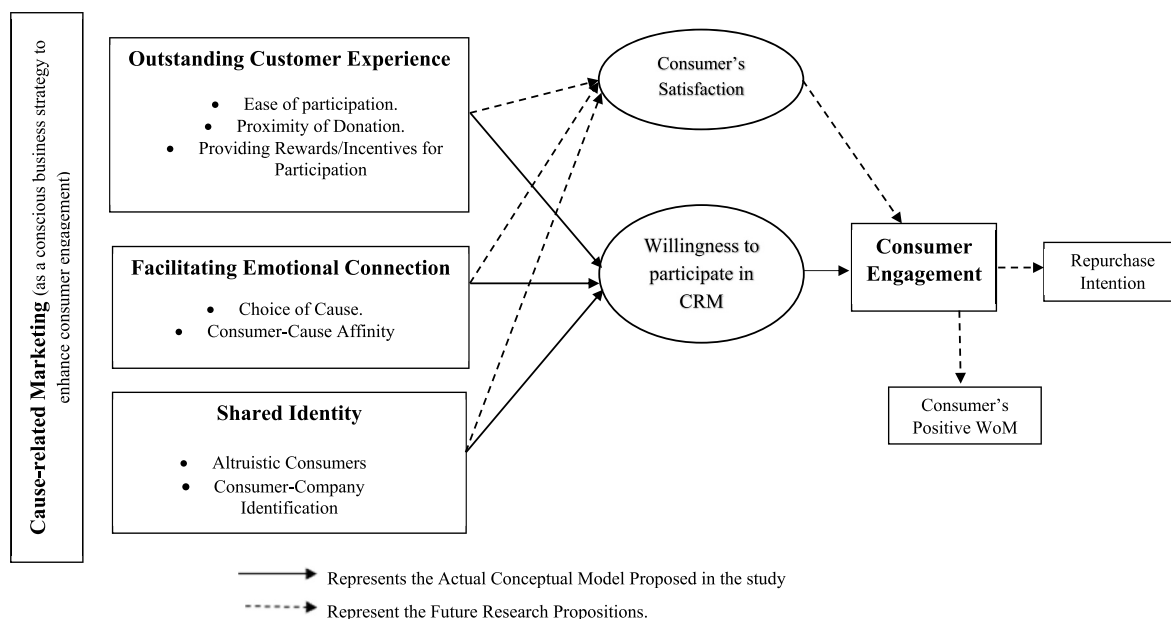 Cause-related Marketing (as a conscious business strategy to
enhance consumer engagement)
Outstanding Customer Experience
• Ease of participation.
• Proximity of Donation.
• Providing Rewards/Incentives for
Participation
Facilitating Emotional Connection
• Choice of Cause.
• Consumer-Cause Affinity
Shared Identity
• Altruistic Consumers
• Consumer-Company
Identification
Consumer’s
Satisfaction
Willingness to
participate in
CRM
Consumer
Engagement
Repurchase
Intention
Consumer’s
Positive WoM
Represents the Actual Conceptual Model Proposed in the study
Represent the Future Research Propositions.